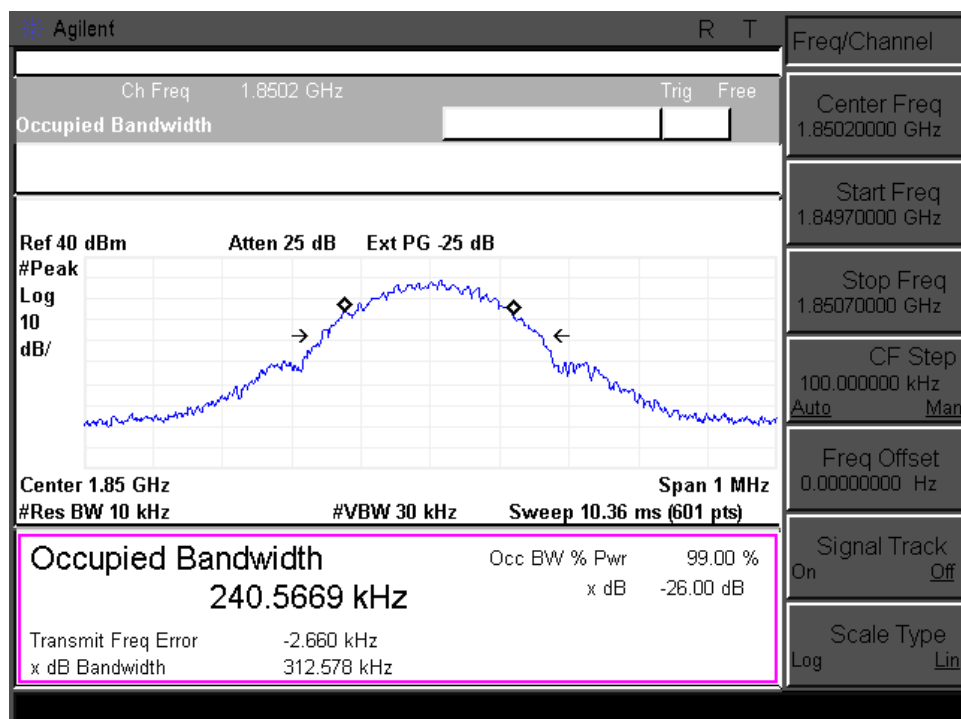 Agilent R T
Freq/Channel
Ch Freq 1.8502 GHz Trig Free
Occupied Bandwidth
Center Freq
1.85020000 GHz
Start Freq
1.84970000 GHz
Ref 40 dBm Atten 25 dB Ext PG -25 dB
#Peak
Log
10
dB/
Stop Freq
1.85070000 GHz
CF Step
100.000000 kHz
Auto Man
Freq Offset
0.00000000 Hz
Center 1.85 GHz Span 1 MHz
#Res BW 10 kHz #VBW 30 kHz Sweep 10.36 ms (601 pts)
Occupied Bandwidth Occ BW % Pwr 99.00 %
240.5669 kHz x dB -26.00 dB
Transmit Freq Error -2.660 kHz
x dB Bandwidth 312.578 kHz
Signal Track
On Off
Scale Type
Log Lin